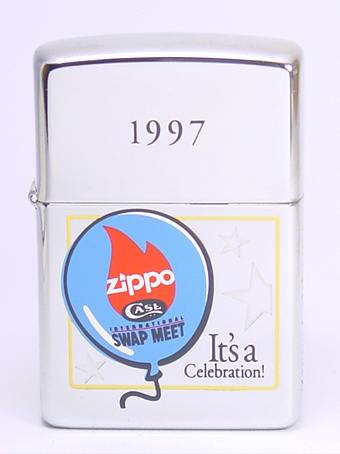 1997
zippo
CASE
INTERNATIONAL
SWAP MEET
It's a
Celebration!